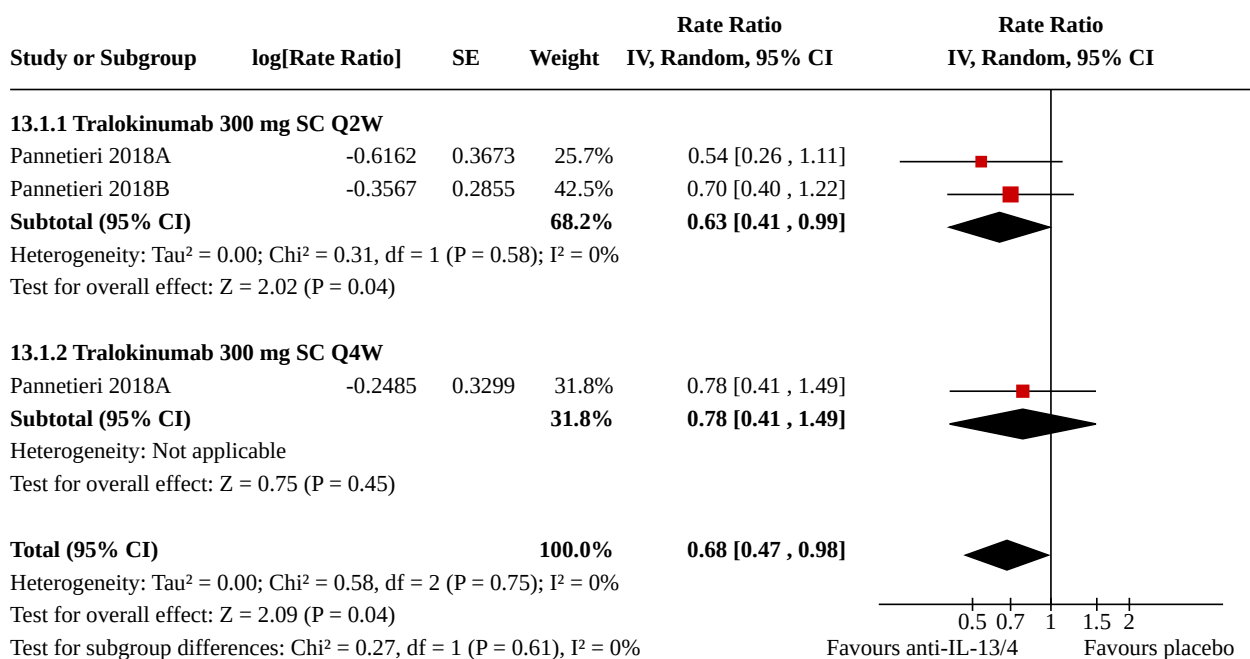 Rate Ratio Rate Ratio
Study or Subgroup log[Rate Ratio] SE Weight IV, Random, 95% CI IV, Random, 95% CI
13.1.1 Tralokinumab 300 mg SC Q2W
Pannetieri 2018A -0.6162 0.3673 25.7% 0.54 [0.26 , 1.11]
Pannetieri 2018B -0.3567 0.2855 42.5% 0.70 [0.40 , 1.22]
Subtotal (95% CI) 68.2% 0.63 [0.41 , 0.99]
Heterogeneity: Tau² = 0.00; Chi² = 0.31, df = 1 (P = 0.58); I² = 0%
Test for overall effect: Z = 2.02 (P = 0.04)
13.1.2 Tralokinumab 300 mg SC Q4W
Pannetieri 2018A -0.2485 0.3299 31.8% 0.78 [0.41 , 1.49]
Subtotal (95% CI) 31.8% 0.78 [0.41 , 1.49]
Heterogeneity: Not applicable
Test for overall effect: Z = 0.75 (P = 0.45)
Total (95% CI) 100.0% 0.68 [0.47 , 0.98]
Heterogeneity: Tau² = 0.00; Chi² = 0.58, df = 2 (P = 0.75); I² = 0%
Test for overall effect: Z = 2.09 (P = 0.04)
0.5 0.7 1 1.5 2
Test for subgroup differences: Chi² = 0.27, df = 1 (P = 0.61), I² = 0% Favours anti-IL-13/4 Favours placebo